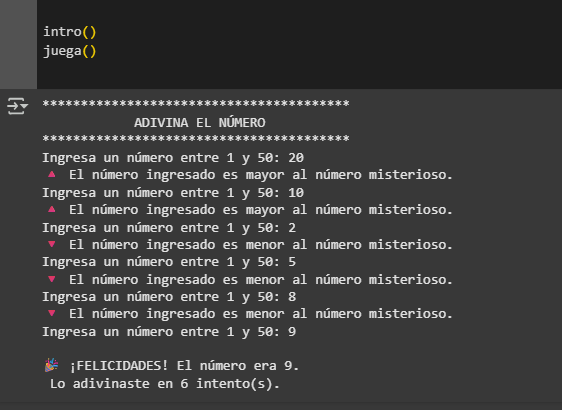 intro()
juega()
****************************************
ADIVINA EL NÚMERO
****************************************
Ingresa un número entre 1 y 50: 20
🔺 El número ingresado es mayor al número misterioso.
Ingresa un número entre 1 y 50: 10
🔺 El número ingresado es mayor al número misterioso.
Ingresa un número entre 1 y 50: 2
🔻 El número ingresado es menor al número misterioso.
Ingresa un número entre 1 y 50: 5
🔻 El número ingresado es menor al número misterioso.
Ingresa un número entre 1 y 50: 8
🔻 El número ingresado es menor al número misterioso.
Ingresa un número entre 1 y 50: 9
🎉 ¡FELICIDADES! El número era 9.
Lo adivinaste en 6 intento(s).